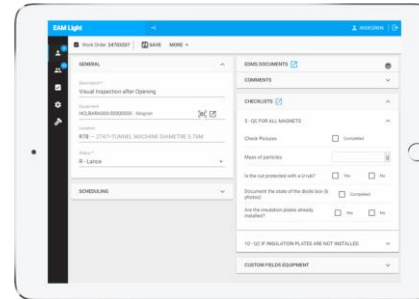 EAM Light
Work Order 24703207
SAVE
MORE
GENERAL
Description *
Visual Inspection after Opening
Equipment
HCLBARA000-00000000 - Magnet
Location
R78 — 2747=TUNNEL MACHINE DIAMETRE 3.76M
Status *
R - Lance
SCHEDULING
EDMS DOCUMENTS
COMMENTS
CHECKLISTS
5 - QC FOR ALL MAGNETS
Check Pictures
Completed
Mass of particles
g
Is the nut protected with a U-rub?
Yes
No
Document the state of the diode box (6 photos)
Completed
Are the insulation plates already
installed?
Yes
No
10 - QC IF INSULATION PLATES ARE NOT INSTALLED
CUSTOM FIELDS EQUIPMENT